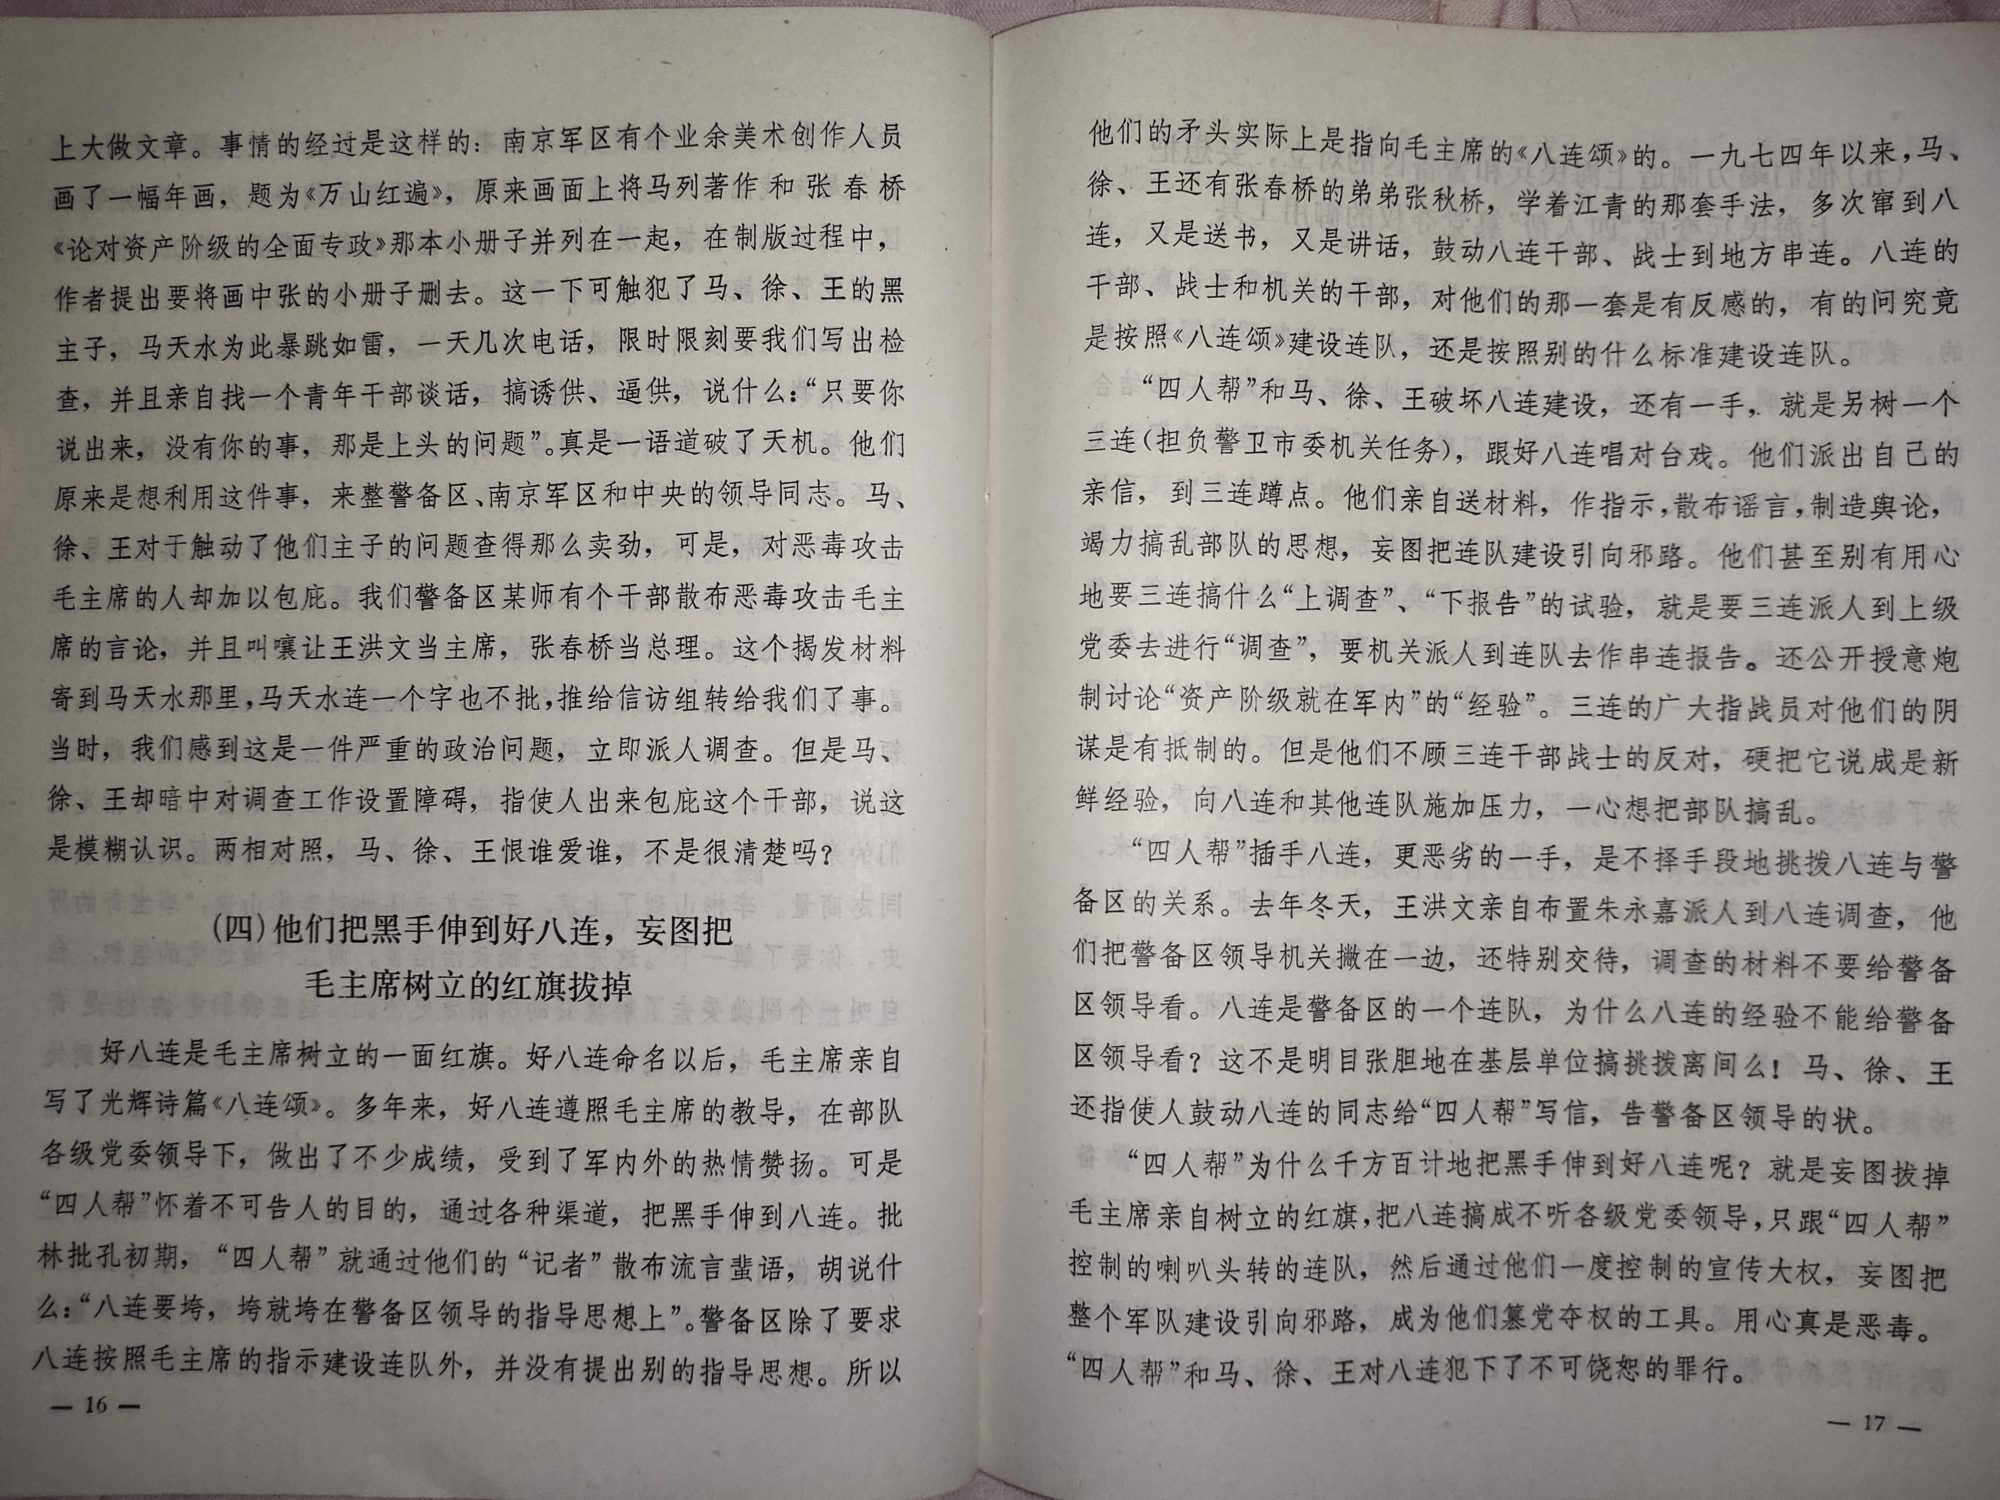 上大做文章。事情的经过是这样的：南京军区有个业余美术创作人员
画了一幅年画，题为《万山红遍》，原来画面上将马列著作和张春桥
《论对资产阶级的全面专政》那本小册子并列在一起，在制版过程中，
作者提出要将画中张的小册子删去。这一下可触犯了马、徐、王的黑
主子，马天水为此暴跳如雷，一天几次电话，限时限刻要我们写出检
查，并且亲自找一个青年干部谈话，搞诱供、逼供，说什么：“只要你
说出来，没有你的事，那是上头的问题”。真是一语道破了天机。他们
原来是想利用这件事，来整警备区、南京军区和中央的领导同志。马、
徐、王对于触动了他们主子的问题查得那么卖劲，可是，对恶毒攻击
毛主席的人却加以包庇。我们警备区某师有个干部散布恶毒攻击毛主
席的言论，并且叫嚷让王洪文当主席，张春桥当总理。这个揭发材料
寄到马天水那里，马天水连一个字也不批，推给信访组转给我们了事。
当时，我们感到这是一件严重的政治问题，立即派人调查。但是马、
徐、王却暗中对调查工作设置障碍，指使人出来包庇这个干部，说这
是模糊认识。两相对照，马、徐、王恨谁爱谁，不是很清楚吗？
(四)他们把黑手伸到好八连，妄图把
毛主席树立的红旗拔掉
好八连是毛主席树立的一面红旗。好八连命名以后，毛主席亲自
写了光辉诗篇《八连颂》。多年来，好八连遵照毛主席的教导，在部队
各级党委领导下，做出了不少成绩，受到了军内外的热情赞扬。可是
“四人帮”怀着不可告人的目的，通过各种渠道，把黑手伸到八连。批
林批孔初期，“四人帮”就通过他们的“记者”散布流言蜚语，胡说什
么：“八连要垮，垮就垮在警备区领导的指导思想上”。警备区除了要求
八连按照毛主席的指示建设连队外，并没有提出别的指导思想。所以
— 16 —
他们的矛头实际上是指向毛主席的《八连颂》的。一九七四年以来，马、
徐、王还有张春桥的弟弟张秋桥，学着江青的那套手法，多次窜到八
连，又是送书，又是讲话，鼓动八连干部、战士到地方串连。八连的
干部、战士和机关的干部，对他们的那一套是有反感的，有的问究竟
是按照《八连颂》建设连队，还是按照别的什么标准建设连队。
“四人帮”和马、徐、王破坏八连建设，还有一手，就是另树一个
三连(担负警卫市委机关任务)，跟好八连唱对台戏。他们派出自己的
亲信，到三连蹲点。他们亲自送材料，作指示，散布谣言，制造舆论，
竭力搞乱部队的思想，妄图把连队建设引向邪路。他们甚至别有用心
地要三连搞什么“上调查”、“下报告”的试验，就是要三连派人到上级
党委去进行“调查”，要机关派人到连队去作串连报告。还公开授意炮
制讨论“资产阶级就在军内”的“经验”。三连的广大指战员对他们的阴
谋是有抵制的。但是他们不顾三连干部战士的反对，硬把它说成是新
鲜经验，向八连和其他连队施加压力，一心想把部队搞乱。
“四人帮”插手八连，更恶劣的一手，是不择手段地挑拨八连与警
备区的关系。去年冬天，王洪文亲自布置朱永嘉派人到八连调查，他
们把警备区领导机关撇在一边，还特别交待，调查的材料不要给警备
区领导看。八连是警备区的一个连队，为什么八连的经验不能给警备
区领导看？这不是明目张胆地在基层单位搞挑拨离间么！马、徐、王
还指使人鼓动八连的同志给“四人帮”写信，告警备区领导的状。
“四人帮”为什么千方百计地把黑手伸到好八连呢？就是妄图拔掉
毛主席亲自树立的红旗，把八连搞成不听各级党委领导，只跟“四人帮”
控制的喇叭头转的连队，然后通过他们一度控制的宣传大权，妄图把
整个军队建设引向邪路，成为他们篡党夺权的工具。用心真是恶毒。
“四人帮”和马、徐、王对八连犯下了不可饶恕的罪行。
— 17 —